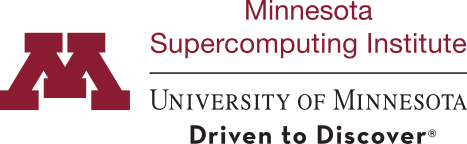 Minnesota
Supercomputing Institute
M
University of Minnesota
Driven to Discover®